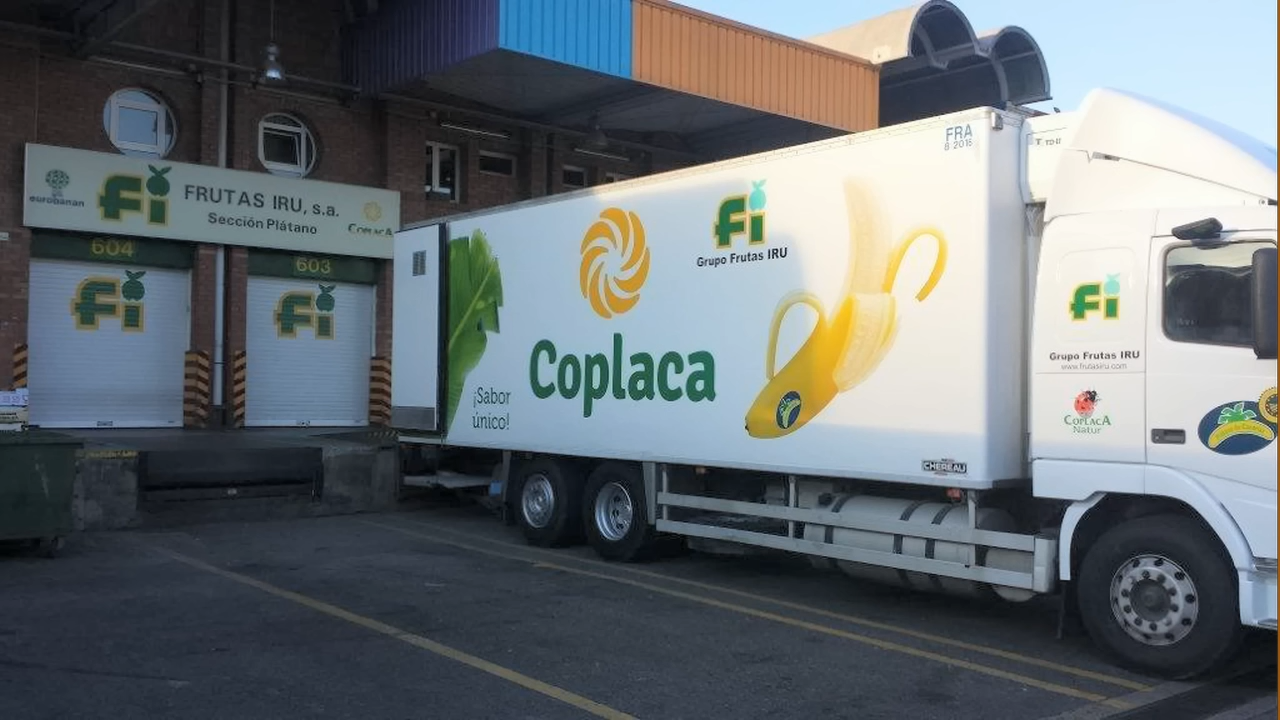 eurobanan
fi
FRUTAS IRU, s.a.
Sección Plátano
COPLACA
604
603
fi
fi
¡Sabor
único!
Coplaca
fi
Grupo Frutas IRU
FRA
8 2018
CHEREAU
fi
Grupo Frutas IRU
www.frutasiru.com
COPLACA
Natur